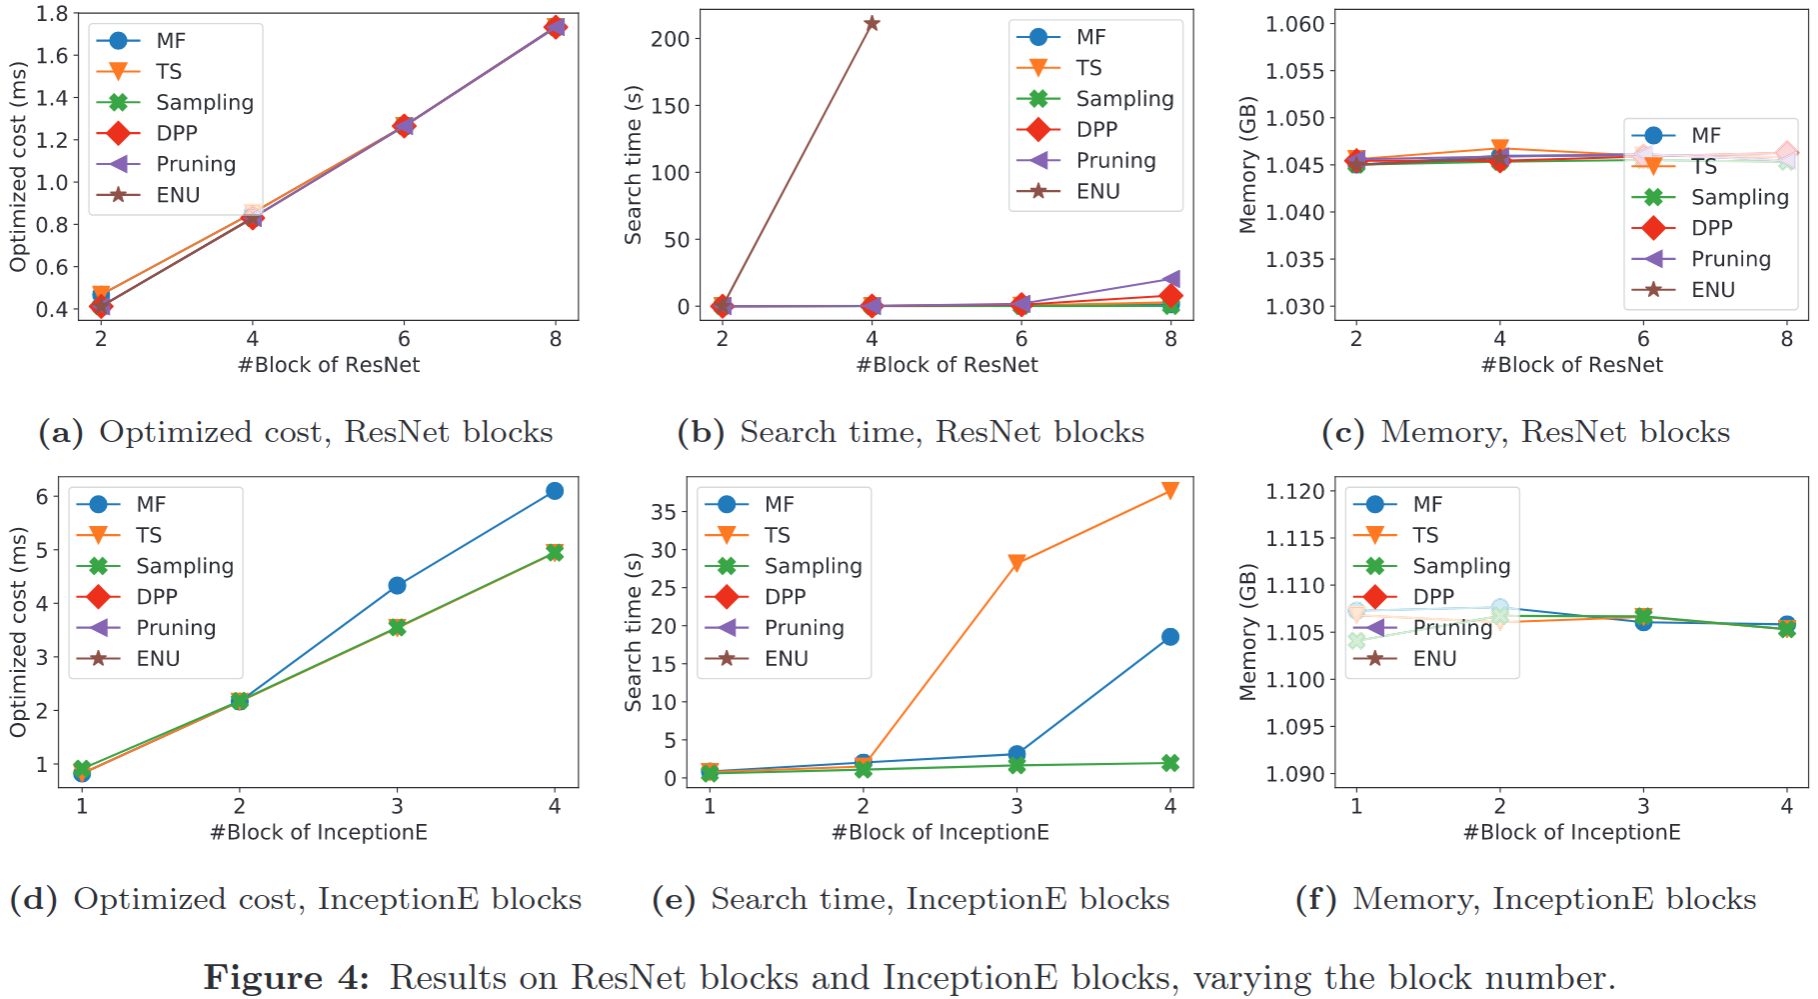 1.8
1.6
1.4
1.2
1.0
0.8
0.6
0.4
Optimized cost (ms)
MF
TS
Sampling
DPP
Pruning
ENU
2 4 6 8
#Block of ResNet
(a) Optimized cost, ResNet blocks
200
150
100
50
0
Search time (s)
MF
TS
Sampling
DPP
Pruning
ENU
2 4 6 8
#Block of ResNet
(b) Search time, ResNet blocks
1.060
1.055
1.050
1.045
1.040
1.035
1.030
Memory (GB)
MF
TS
Sampling
DPP
Pruning
ENU
2 4 6 8
#Block of ResNet
(c) Memory, ResNet blocks
6
5
4
3
2
1
Optimized cost (ms)
MF
TS
Sampling
DPP
Pruning
ENU
1 2 3 4
#Block of InceptionE
(d) Optimized cost, InceptionE blocks
35
30
25
20
15
10
5
0
Search time (s)
MF
TS
Sampling
DPP
Pruning
ENU
1 2 3 4
#Block of InceptionE
(e) Search time, InceptionE blocks
1.120
1.115
1.110
1.105
1.100
1.095
1.090
Memory (GB)
MF
TS
Sampling
DPP
Pruning
ENU
1 2 3 4
#Block of InceptionE
(f) Memory, InceptionE blocks
Figure 4: Results on ResNet blocks and InceptionE blocks, varying the block number.